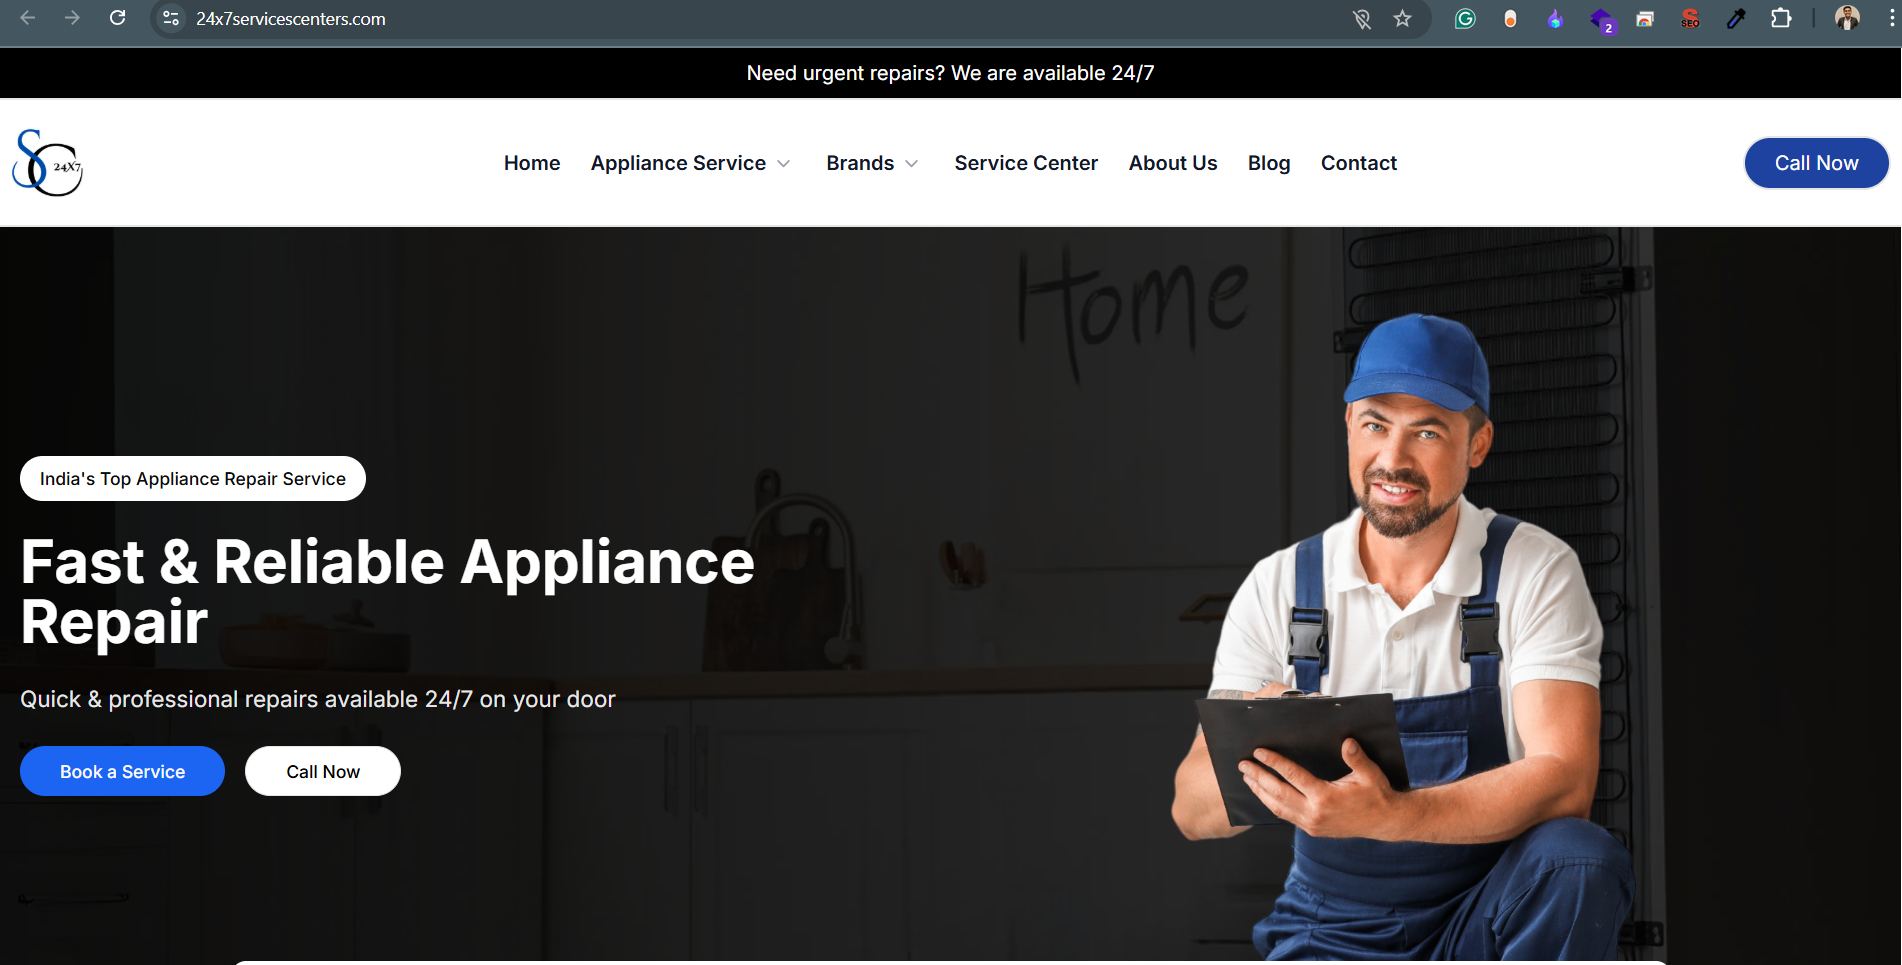 24x7servicescenters.com
SEO
2
Need urgent repairs? We are available 24/7
SC 24X7
Home Appliance Service Brands Service Center About Us Blog Contact
Call Now
Home
India's Top Appliance Repair Service
Fast & Reliable Appliance
Repair
Quick & professional repairs available 24/7 on your door
Book a Service Call Now